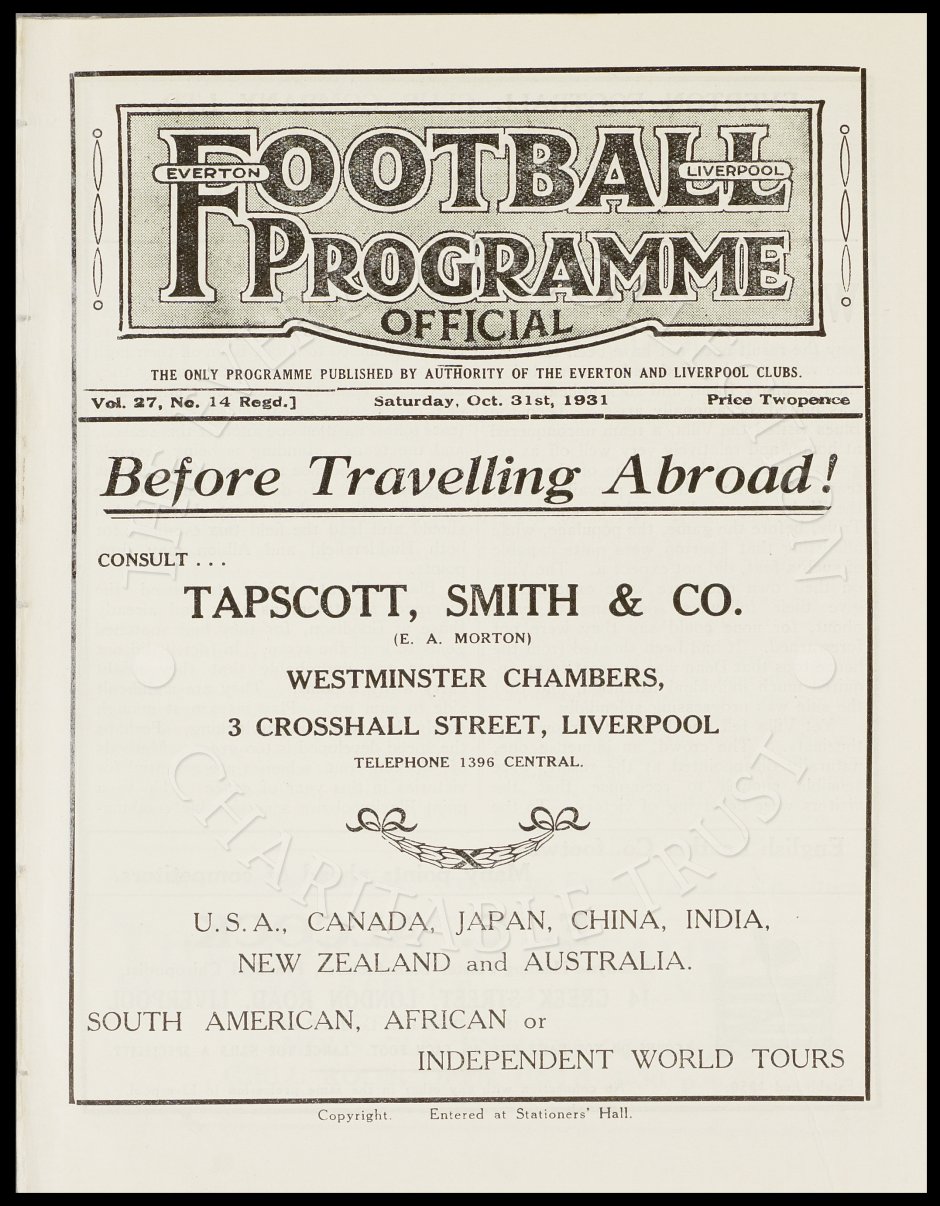 FOOTBALL
EVERTON
LIVERPOOL
PROGRAMME
OFFICIAL
THE ONLY PROGRAMME PUBLISHED BY AUTHORITY OF THE EVERTON AND LIVERPOOL CLUBS.
Vol. 27, No. 14 Regd.] Saturday, Oct. 31st, 1931 Price Twopence
Before Travelling Abroad!
CONSULT . . .
TAPSCOTT, SMITH & CO.
(E. A. MORTON)
WESTMINSTER CHAMBERS,
3 CROSSHALL STREET, LIVERPOOL
TELEPHONE 1396 CENTRAL.
U.S.A., CANADA, JAPAN, CHINA, INDIA,
NEW ZEALAND and AUSTRALIA.
SOUTH AMERICAN, AFRICAN or
INDEPENDENT WORLD TOURS
Copyright. Entered at Stationers' Hall.
CHARITABLE TRUST